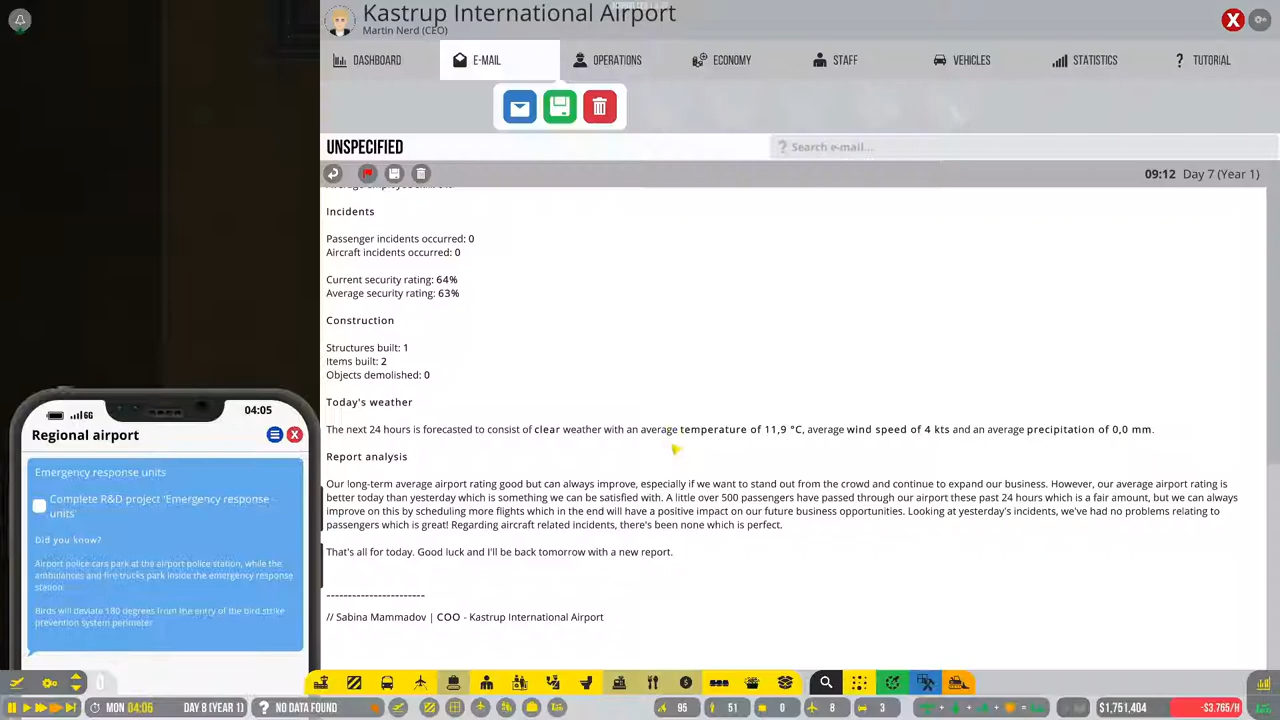 Kastrup International Airport
Martin Nerd (CEO)
DASHBOARD
E-MAIL
OPERATIONS
ECONOMY
STAFF
VEHICLES
STATISTICS
TUTORIAL
UNSPECIFIED
Search e-mail...
09:12 Day 7 (Year 1)
Incidents
Passenger incidents occurred: 0
Aircraft incidents occurred: 0
Current security rating: 64%
Average security rating: 63%
Construction
Structures built: 1
Items built: 2
Objects demolished: 0
Today's weather
The next 24 hours is forecasted to consist of clear weather with an average temperature of 11,9 °C, average wind speed of 4 kts and an average precipitation of 0,0 mm.
Report analysis
Our long-term average airport rating good but can always improve, especially if we want to stand out from the crowd and continue to expand our business. However, our average airport rating is
better today than yesterday which is something we can be satisfied with. A little over 500 passengers have passed through our airport these past 24 hours which is a fair amount, but we can always
improve on this by scheduling more flights which in the end will have a positive impact on our future business opportunities. Looking at yesterday's incidents, we've had no problems relating to
passengers which is great! Regarding aircraft related incidents, there's been none which is perfect.
That's all for today. Good luck and I'll be back tomorrow with a new report.
-----------------------
// Sabina Mammadov | COO - Kastrup International Airport
6G
04:05
Regional airport
Emergency response units
Complete R&D project 'Emergency response
units'
Did you know?
Airport police cars park at the airport police station, while the
ambulances and fire trucks park inside the emergency response
station.
Birds will deviate 180 degrees from the entry of the bird strike
prevention system perimeter
MON 04:06
DAY 8 (YEAR 1)
? NO DATA FOUND
95
51
0
8
3
$1,751,404
-$3.765/H